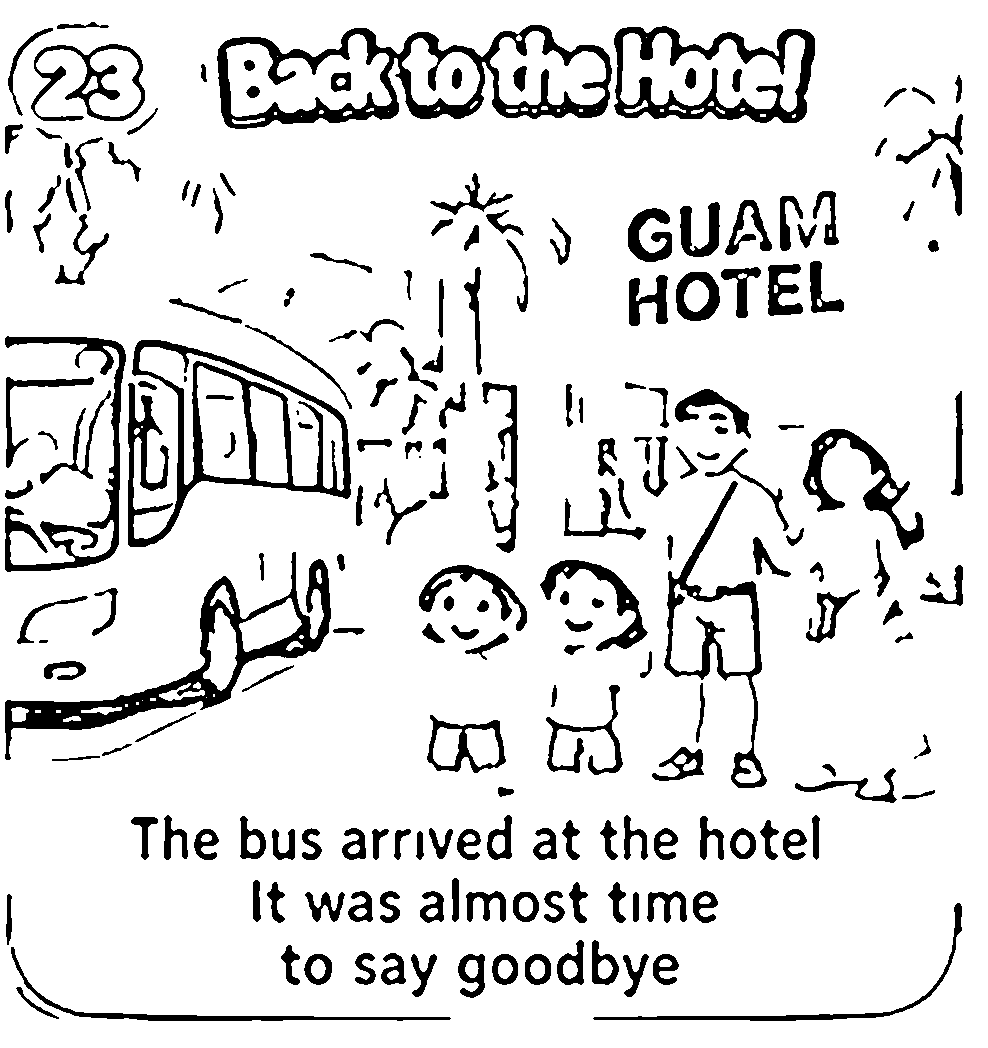 23
Back to the Hotel
GUAM
HOTEL
The bus arrived at the hotel
It was almost time
to say goodbye